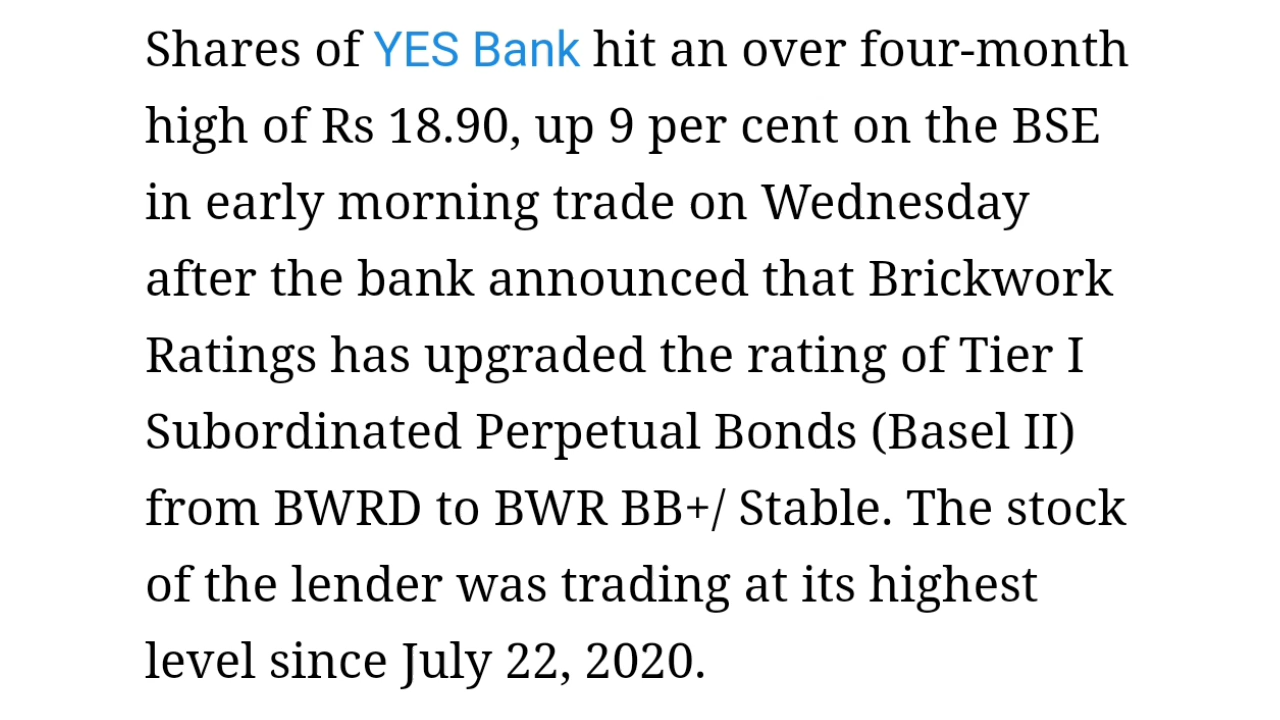 Shares of YES Bank hit an over four-month
high of Rs 18.90, up 9 per cent on the BSE
in early morning trade on Wednesday
after the bank announced that Brickwork
Ratings has upgraded the rating of Tier I
Subordinated Perpetual Bonds (Basel II)
from BWRD to BWR BB+/ Stable. The stock
of the lender was trading at its highest
level since July 22, 2020.